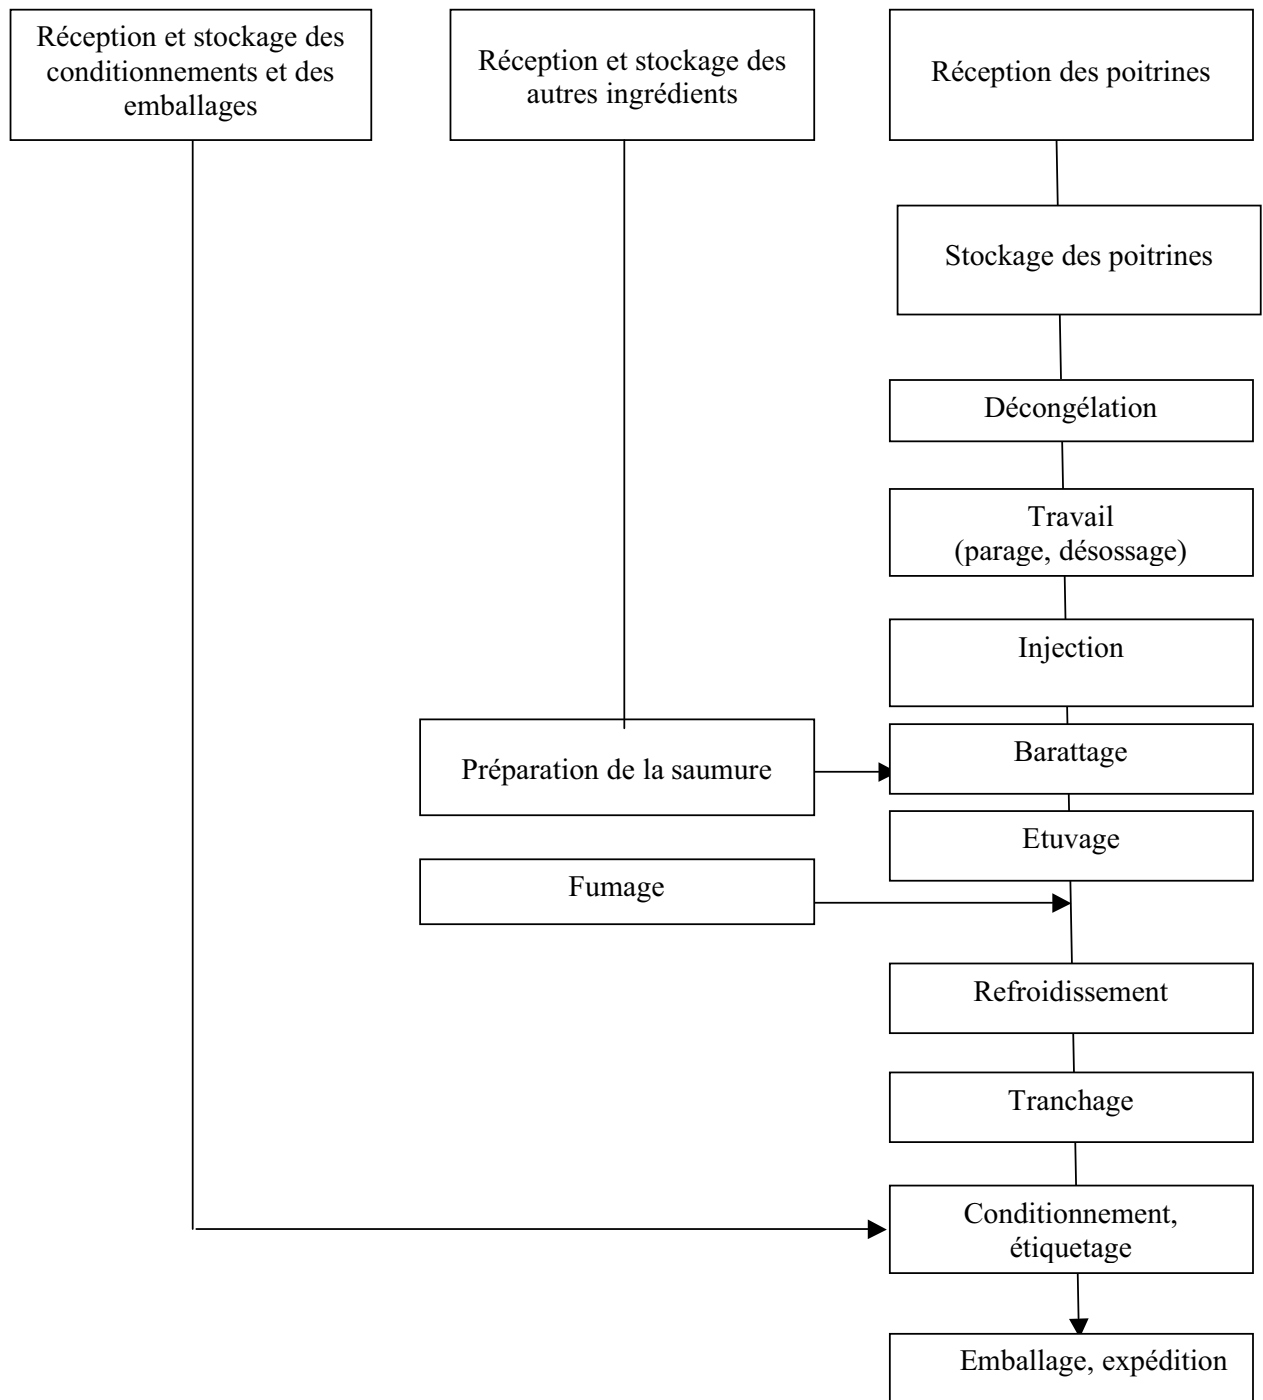 Réception et stockage des
conditionnements et des
emballages
Réception et stockage des
autres ingrédients
Réception des poitrines
Stockage des poitrines
Décongélation
Travail
(parage, désossage)
Injection
Préparation de la saumure
Barattage
Etuvage
Fumage
Refroidissement
Tranchage
Conditionnement,
étiquetage
Emballage, expédition